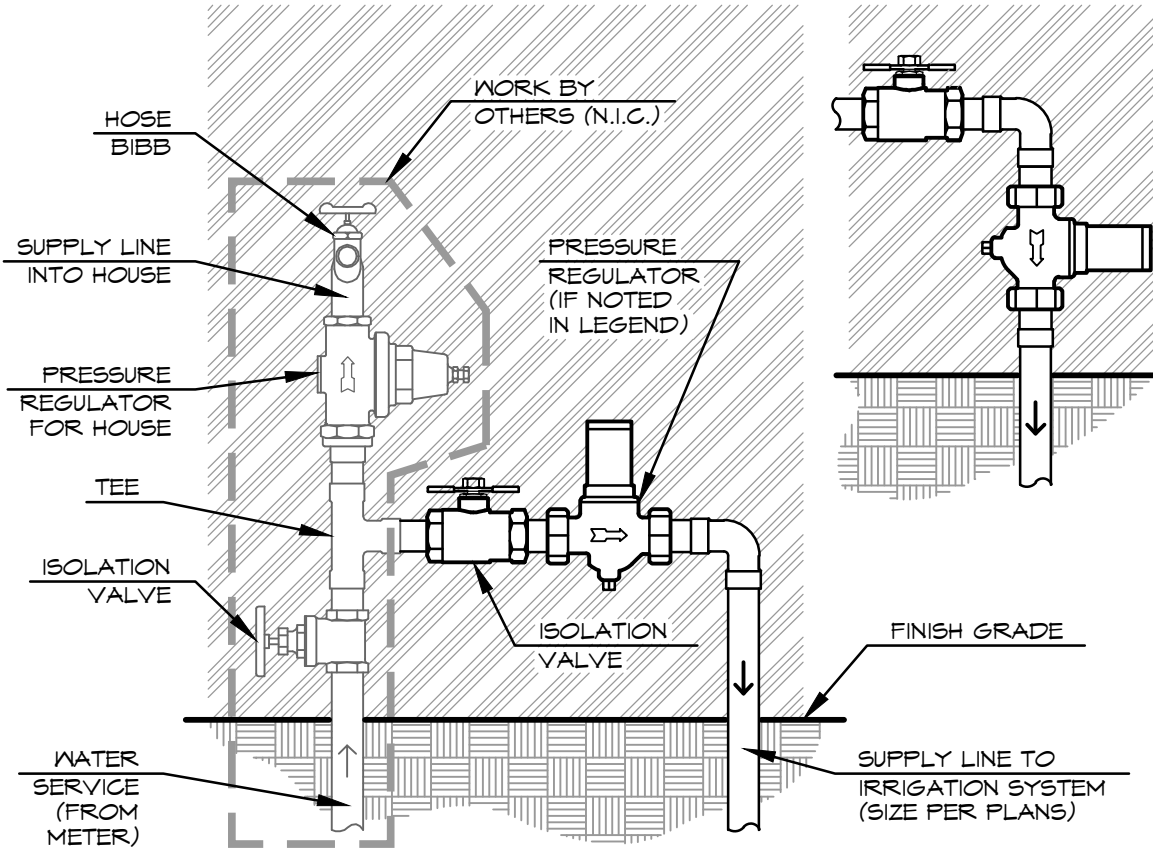 WORK BY
OTHERS (N.I.C.)
HOSE
BIBB
SUPPLY LINE
INTO HOUSE
PRESSURE
REGULATOR
(IF NOTED
IN LEGEND)
PRESSURE
REGULATOR
FOR HOUSE
TEE
ISOLATION
VALVE
ISOLATION
VALVE
FINISH GRADE
WATER
SERVICE
(FROM
METER)
SUPPLY LINE TO
IRRIGATION SYSTEM
(SIZE PER PLANS)